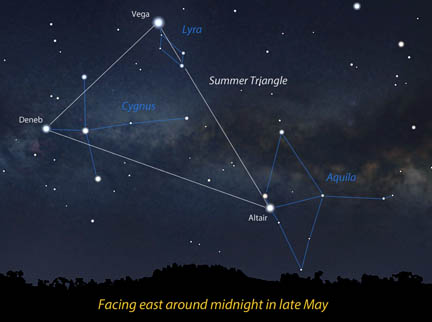 Vega
Lyra
Summer Triangle
Cygnus
Deneb
Aquila
Altair
Facing east around midnight in late May